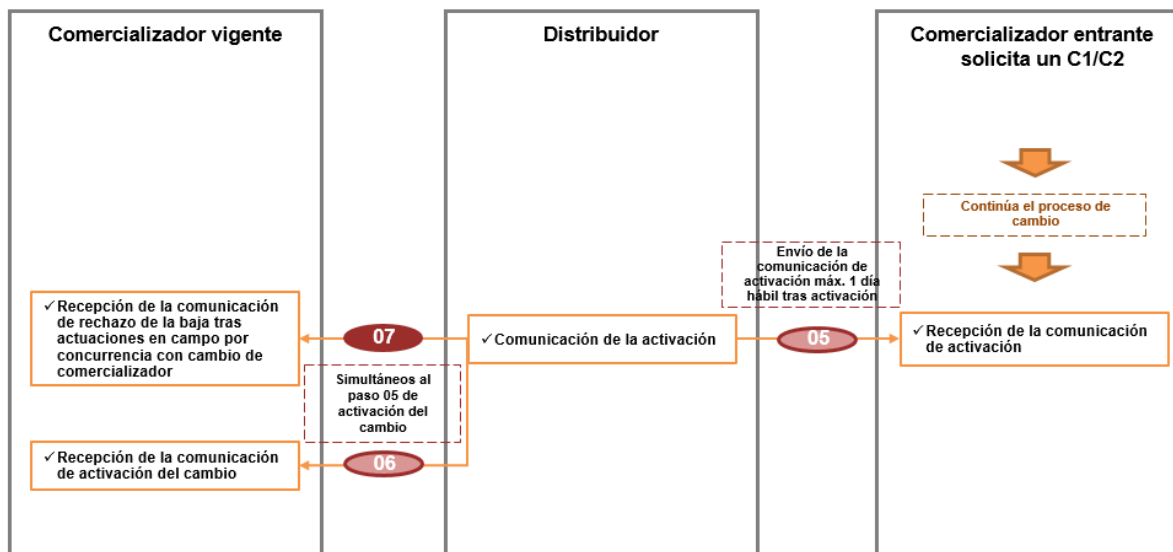 Comercializador vigente
Distribuidor
Comercializador entrante
solicita un C1/C2
Continúa el proceso de
cambio
Envío de la
comunicación de
activación máx. 1 día
hábil tras activación
✓Recepción de la comunicación
de rechazo de la baja tras
actuaciones en campo por
concurrencia con cambio de
comercializador
07
✓Comunicación de la activación
05
✓Recepción de la comunicación
de activación
Simultáneos al
paso 05 de
activación del
cambio
✓Recepción de la comunicación
de activación del cambio
06